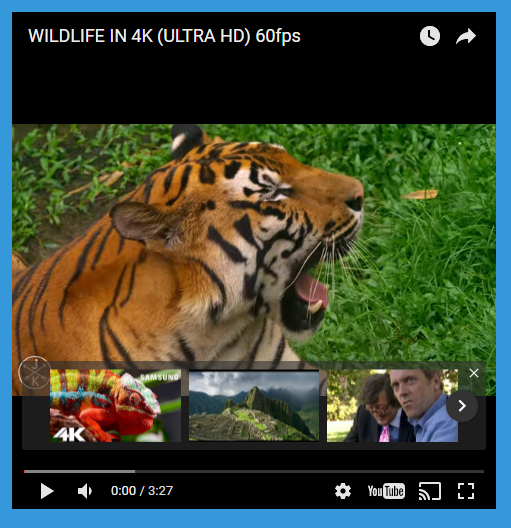 WILDLIFE IN 4K (ULTRA HD) 60fps
SAMSUNG
4K
0:00 / 3:27
YouTube